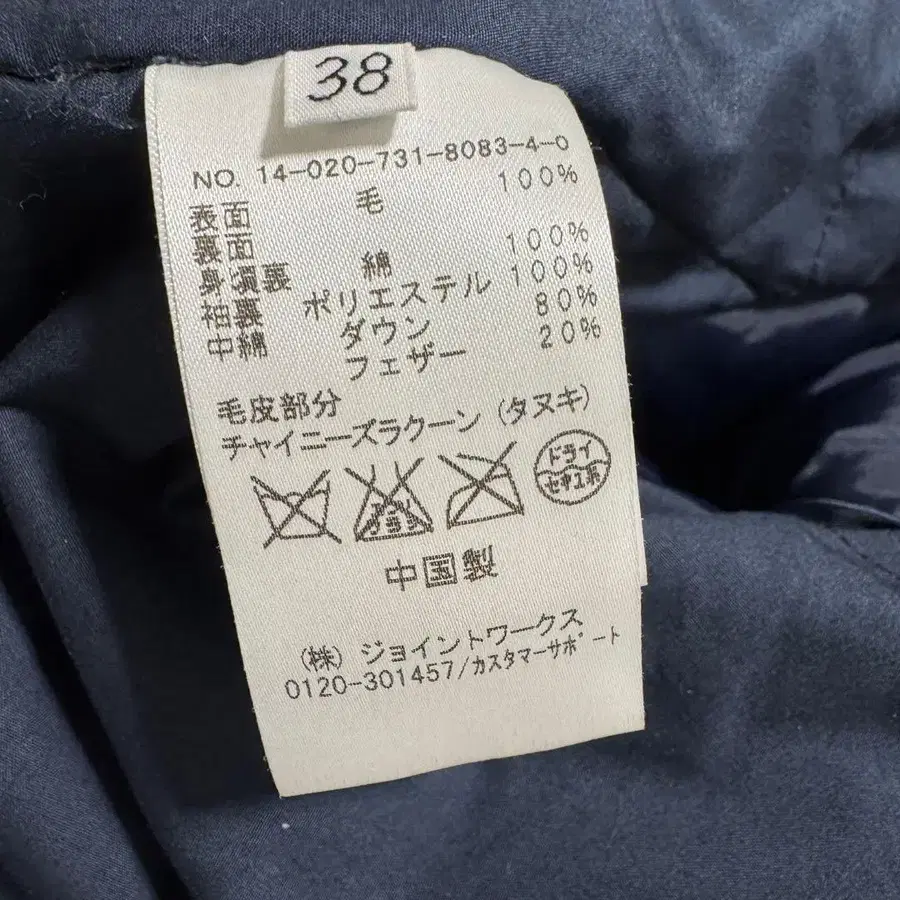 38
NO. 14-020-731-8083-4-0
表面 毛 100%
裏面
身頃裏 綿 100%
袖裏 ポリエステル 100%
中綿 ダウン 80%
フェザー 20%
毛皮部分
チャイニーズラクーン (タヌキ)
ドライ
セキユ系
中国製
(株) ジョイントワークス
0120-301457/カスタマーサポート